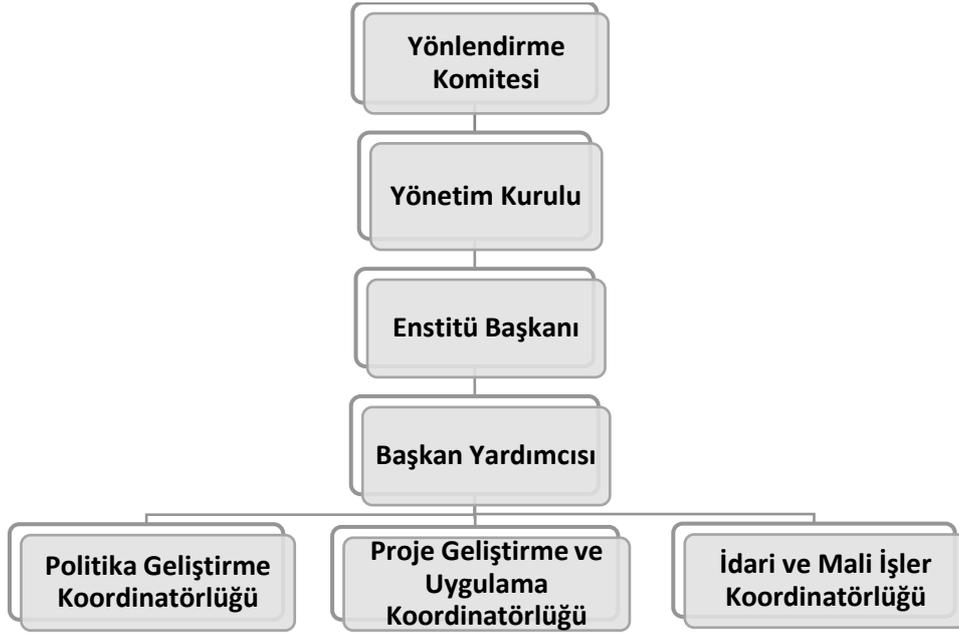 Yönlendirme
Komitesi
Yönetim Kurulu
Enstitü Başkanı
Başkan Yardımcısı
Politika Geliştirme
Koordinatörlüğü
Proje Geliştirme ve
Uygulama
Koordinatörlüğü
İdari ve Mali İşler
Koordinatörlüğü